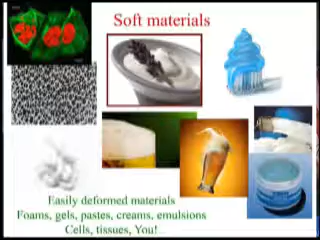 Soft materials
Easily deformed materials
Foams, gels, pastes, creams, emulsions
Cells, tissues, You!